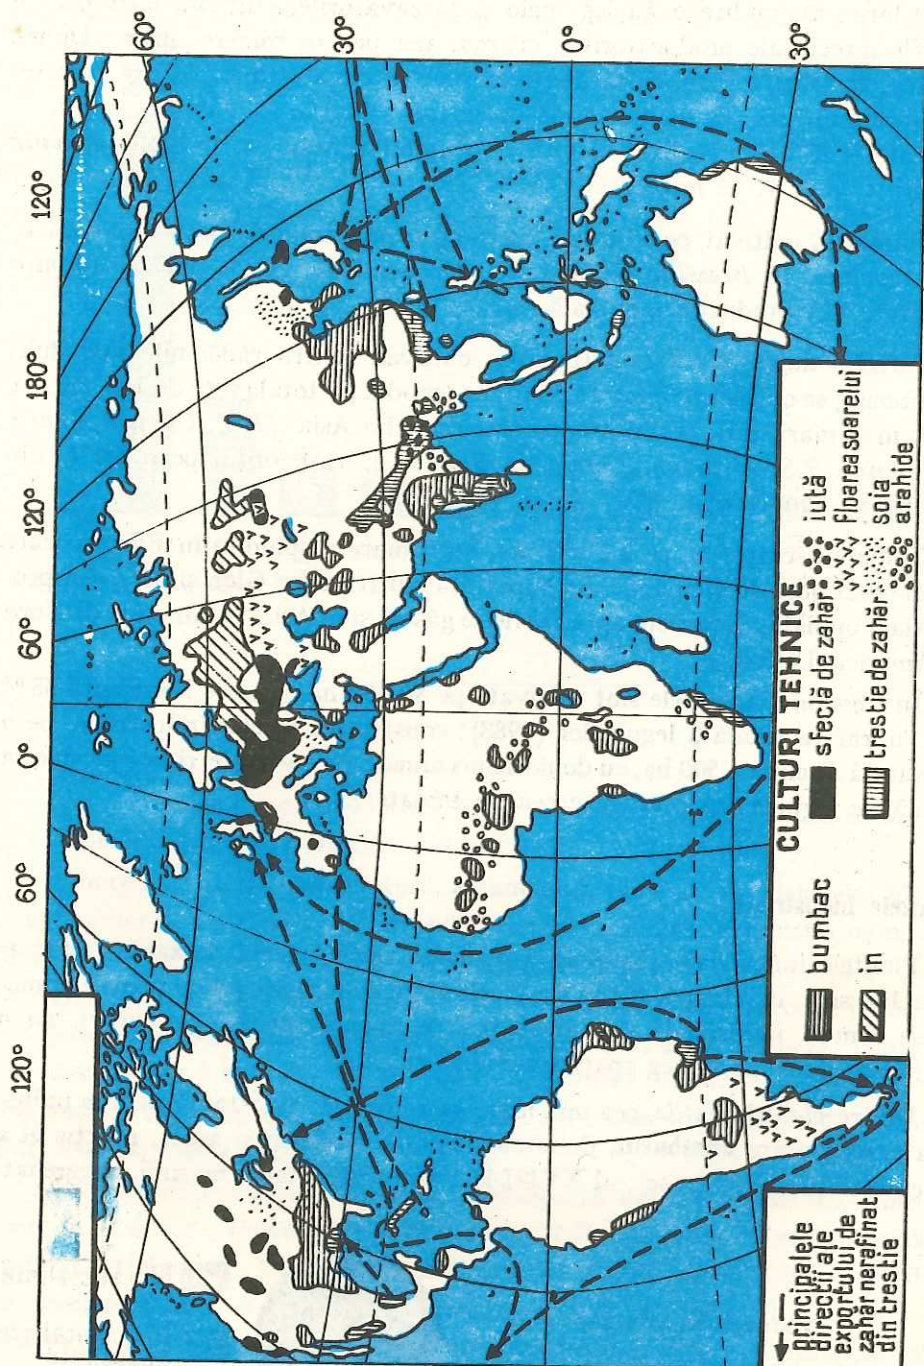 120°
60°
0°
60°
120°
180°
120°
60°
30°
0°
30°
principalele
direcții ale
exportului de
zahăr nerafinat
din trestie
CULTURI TEHNICE
bumbac
in
sfeclă de zahăr
trestie de zahăr
iută
floarea soarelui
soia
arahide